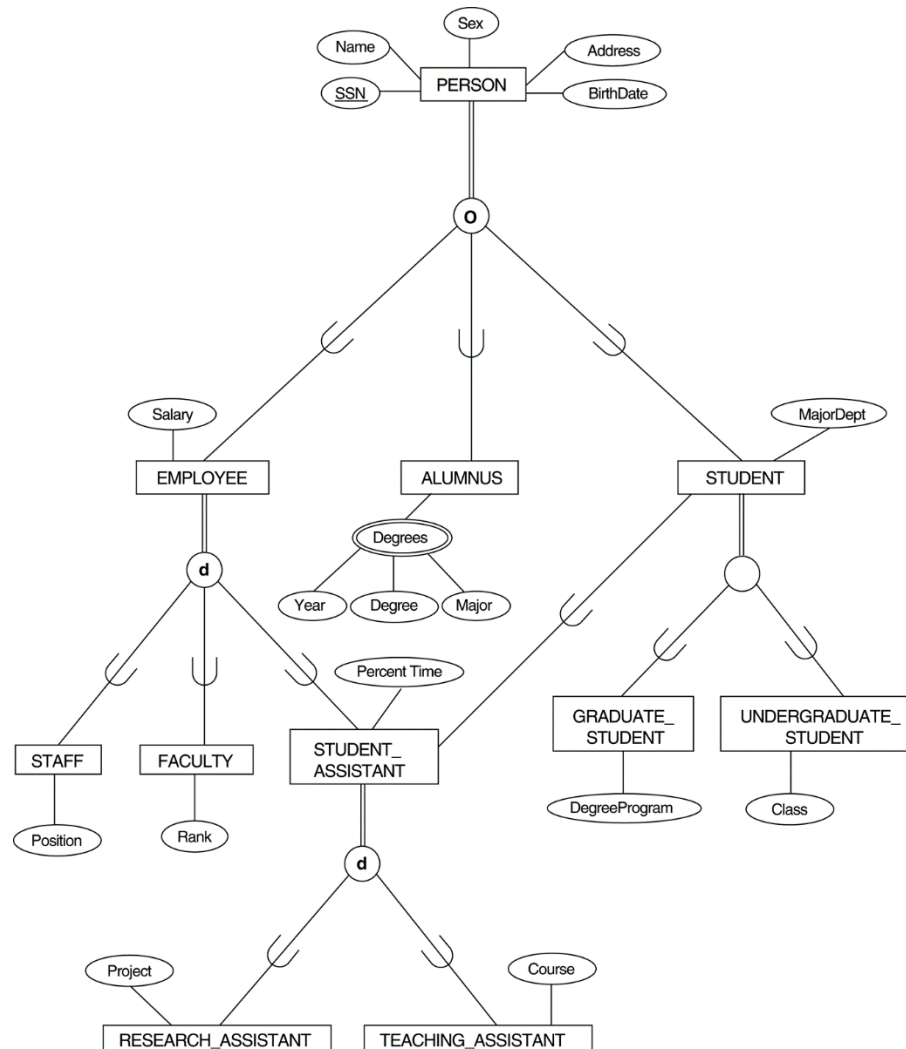 Sex
Name
Address
PERSON
SSN
BirthDate
O
Salary
MajorDept
EMPLOYEE
ALUMNUS
STUDENT
Degrees
d
Year
Degree
Major
Percent Time
GRADUATE_
STUDENT
UNDERGRADUATE_
STUDENT
STAFF
FACULTY
STUDENT_
ASSISTANT
DegreeProgram
Class
Position
Rank
d
Project
Course
RESEARCH_ASSISTANT
TEACHING_ASSISTANT